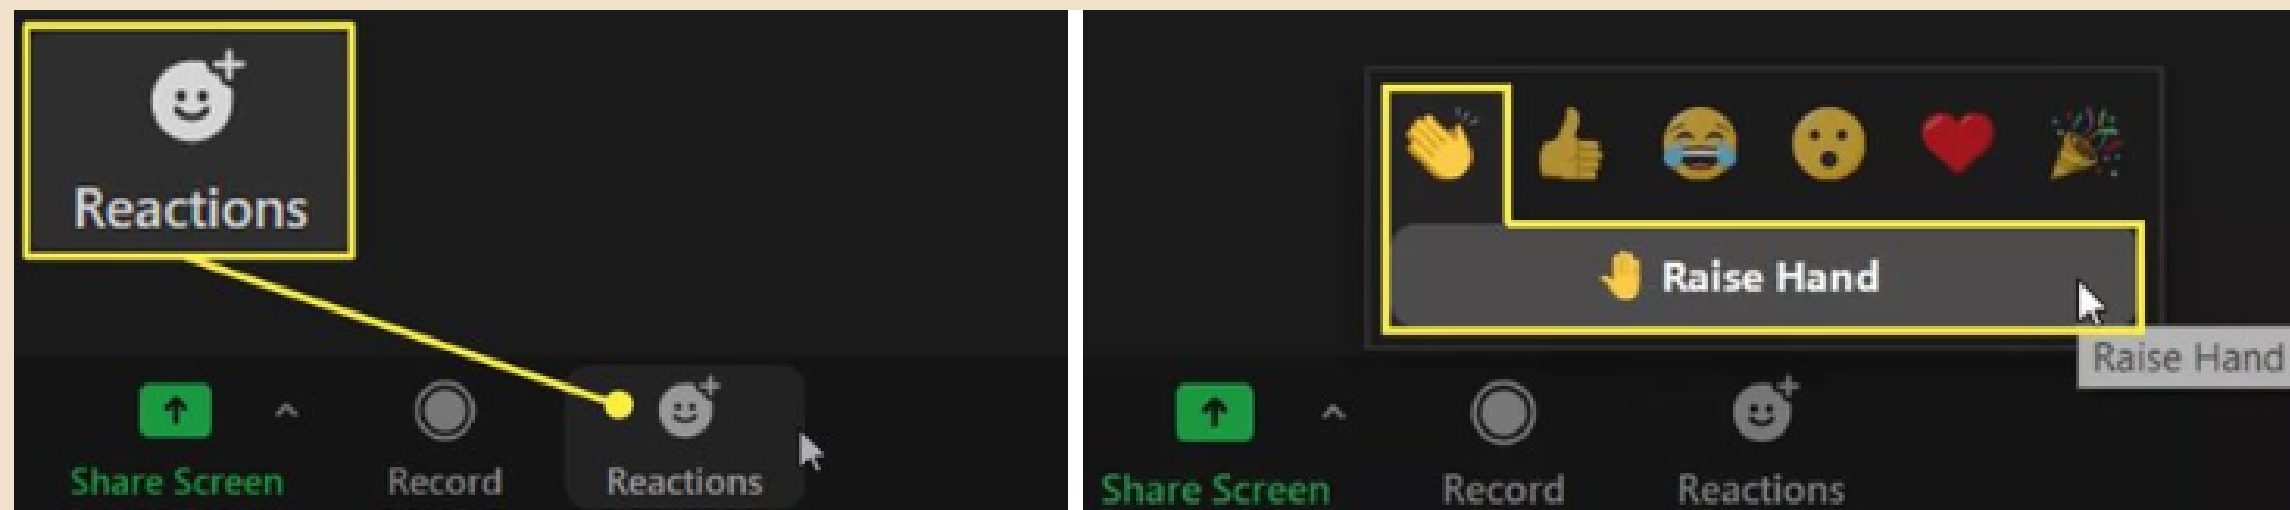 Reactions
Share Screen
Record
Reactions
Raise Hand
Raise Hand
Share Screen
Record
Reactions